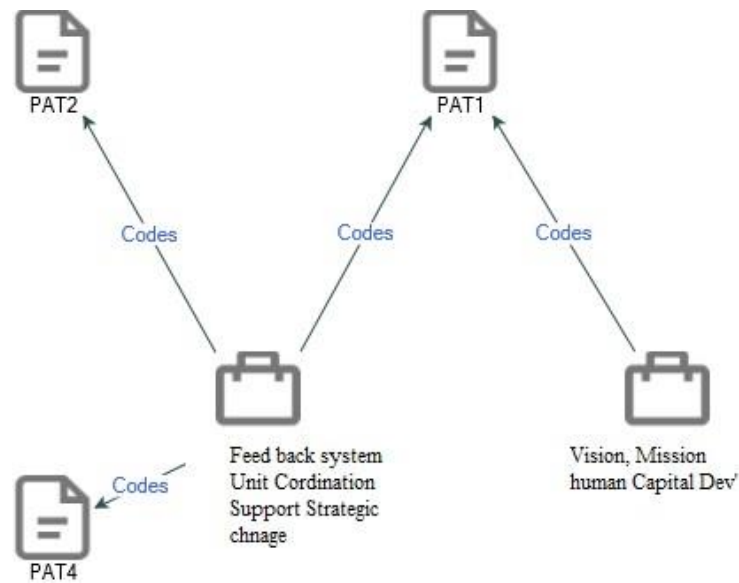 PAT2
PAT1
Codes
Codes
Codes
Feed back system
Unit Cordination
Support Strategic
chnage
Vision, Mission
human Capital Dev'
Codes
PAT4